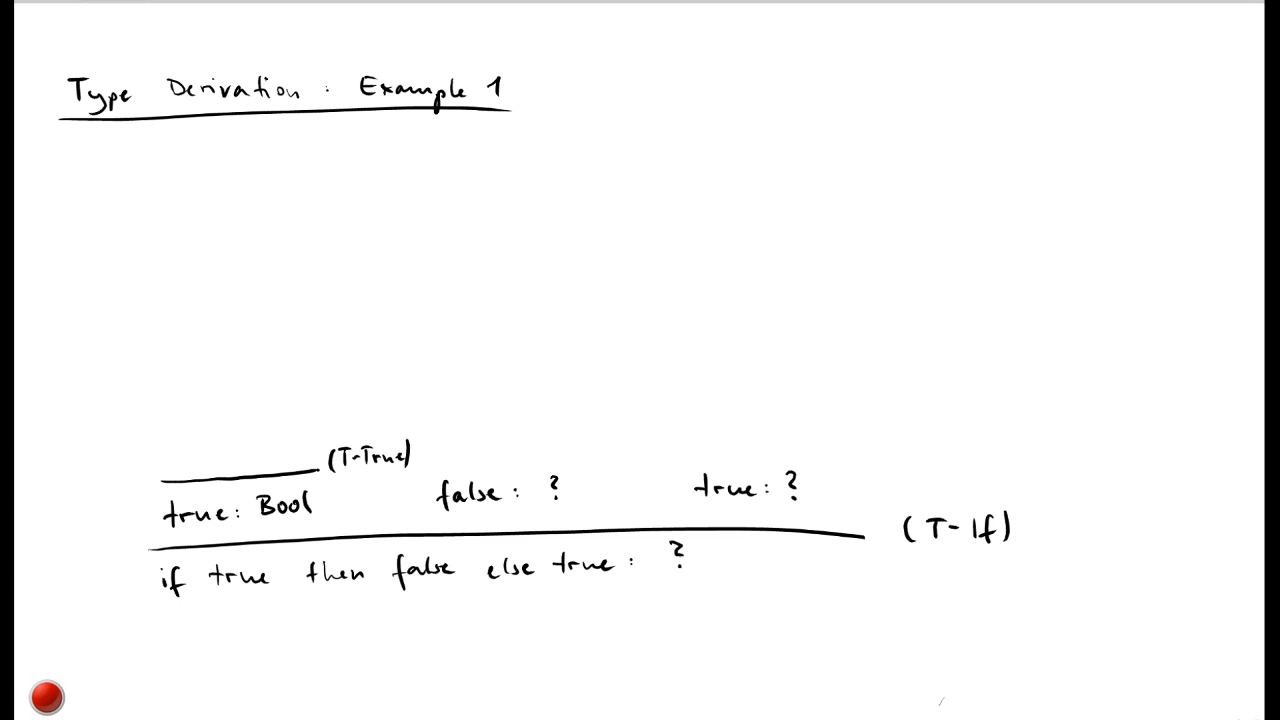 Type Derivation : Example 1
(T-True)
true: Bool false: ? true: ?
(T-If)
if true then false else true: ?